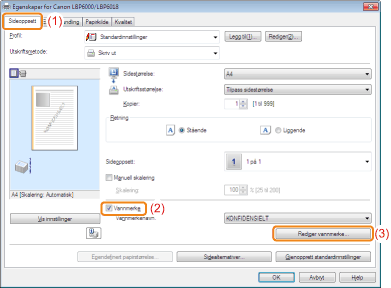 Egenskaper for Canon LBP6000/LBP6018
Sideoppsett (1) Kvalitet
Papirkilde
Profil: Standardinnstillinger Legg til(1)... Rediger(2)...
Utskriftsmetode: Skriv ut
Sidestørrelse: A4
Utskriftsstørrelse: Tilpass sidestørrelse
Kopier: 1 [1 til 999]
Retning
A Stående A Liggende
Sideoppsett: 1 1 på 1
Manuell skalering
Skalering: 100 % [25 til 200]
A4 [Skalering: Automatisk]
Vannmerke (2)
Vannmerkenavn: KONFIDENSIELT
Vis innstillinger
Rediger vannmerke... (3)
Egendefinert papirstørrelse... Sidealternativer... Gjenopprett standardinnstillinger
OK Avbryt Hjelp